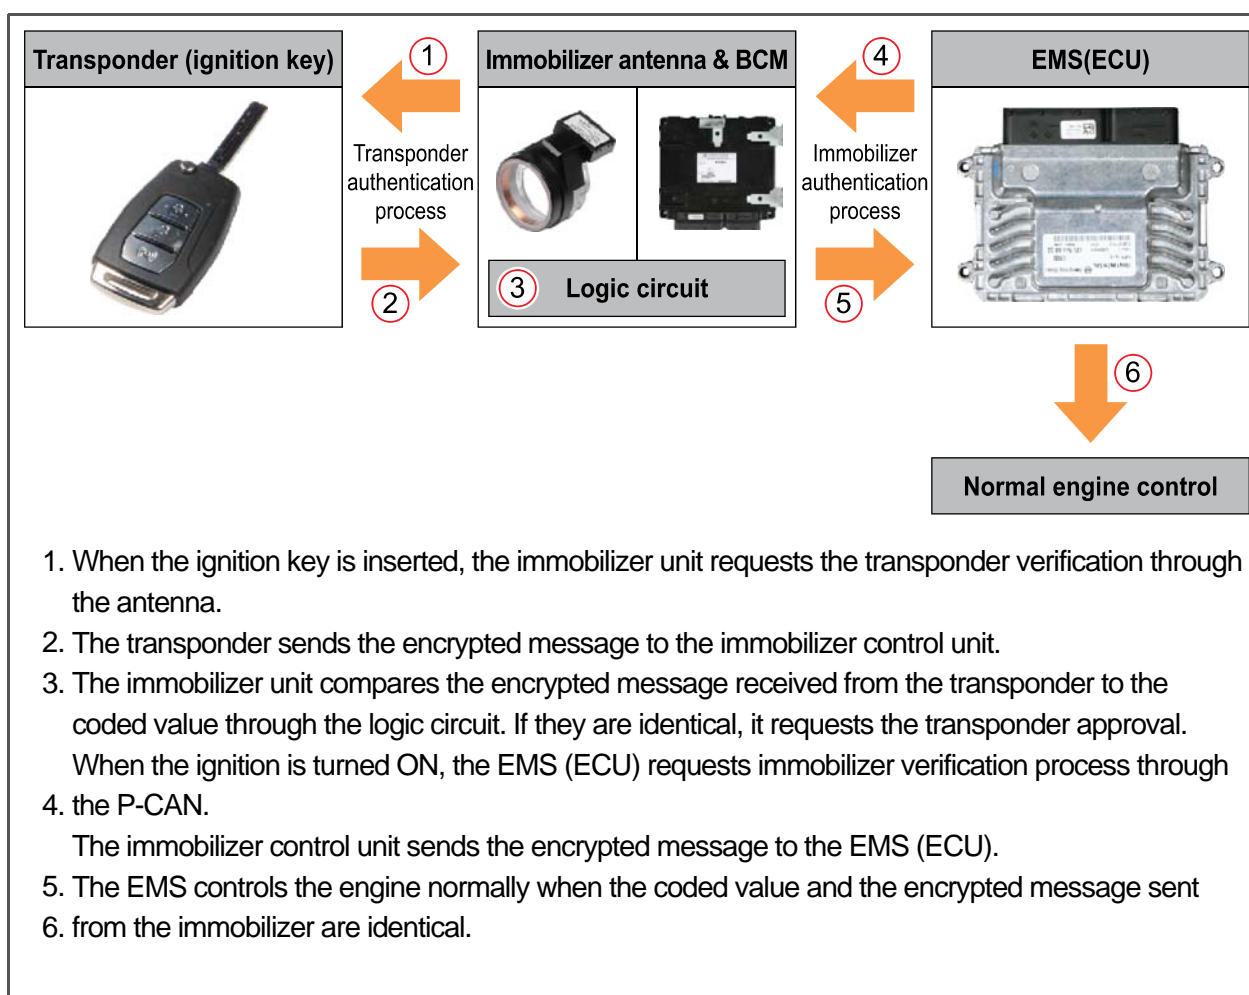 Transponder (ignition key)
1
Transponder
authentication
process
2
Immobilizer antenna & BCM
3 Logic circuit
4
Immobilizer
authentication
process
5
EMS(ECU)
6
Normal engine control
1. When the ignition key is inserted, the immobilizer unit requests the transponder verification through
the antenna.
2. The transponder sends the encrypted message to the immobilizer control unit.
3. The immobilizer unit compares the encrypted message received from the transponder to the
coded value through the logic circuit. If they are identical, it requests the transponder approval.
When the ignition is turned ON, the EMS (ECU) requests immobilizer verification process through
4. the P-CAN.
The immobilizer control unit sends the encrypted message to the EMS (ECU).
5. The EMS controls the engine normally when the coded value and the encrypted message sent
6. from the immobilizer are identical.